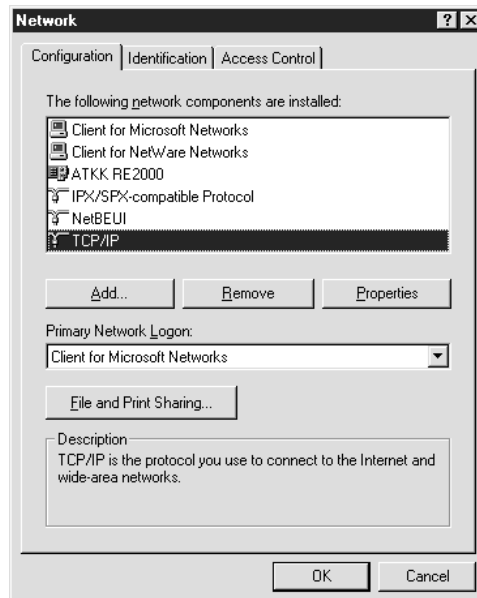 Network
Configuration Identification Access Control
The following network components are installed:
Client for Microsoft Networks
Client for NetWare Networks
ATKK RE2000
IPX/SPX-compatible Protocol
NetBEUI
TCP/IP
Add... Remove Properties
Primary Network Logon:
Client for Microsoft Networks
File and Print Sharing...
Description
TCP/IP is the protocol you use to connect to the Internet and
wide-area networks.
OK Cancel